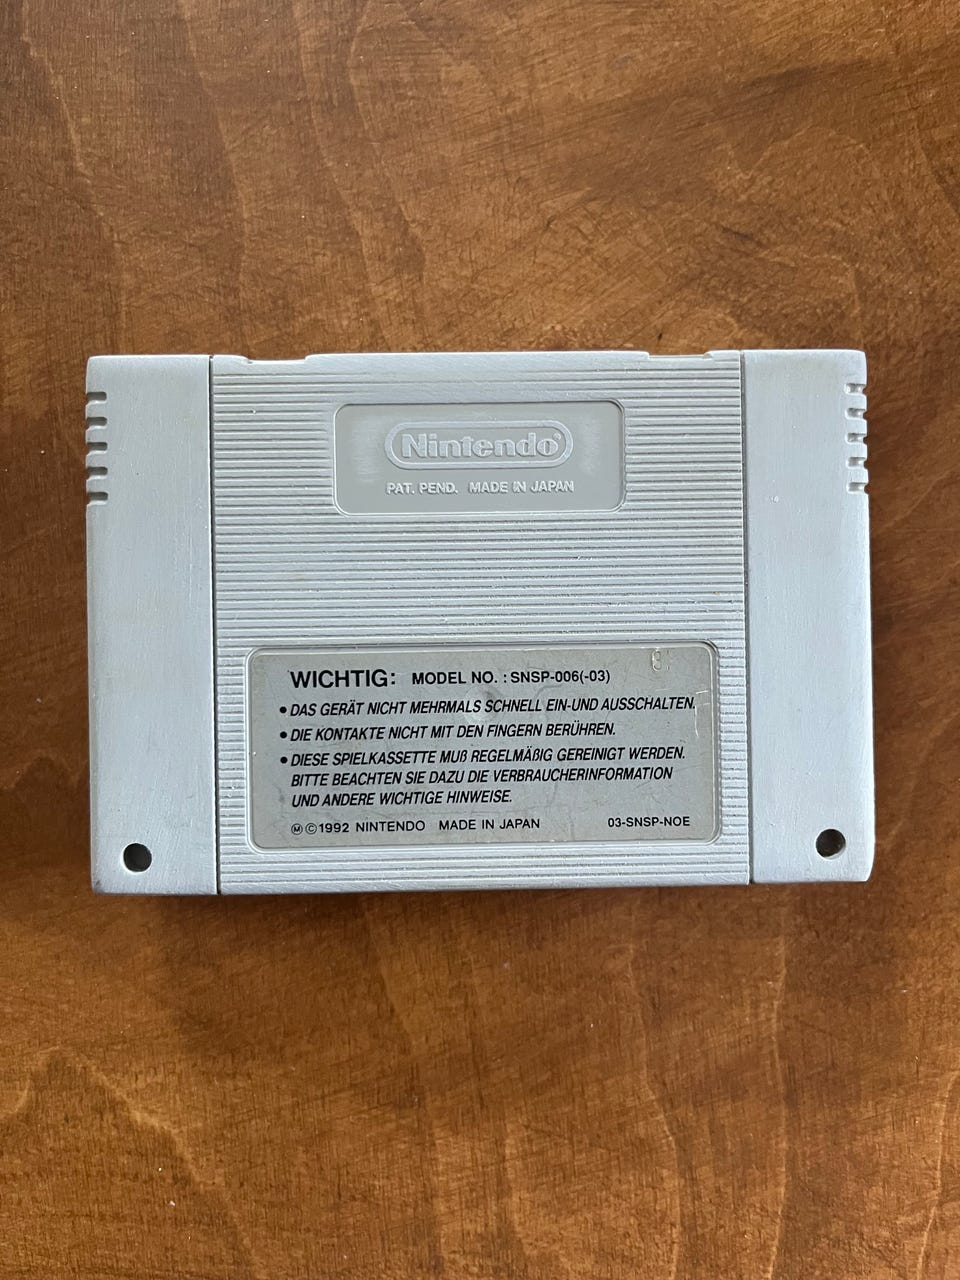 Nintendo®
PAT. PEND. MADE IN JAPAN
WICHTIG: MODEL NO. : SNSP-006(-03)
• DAS GERÄT NICHT MEHRMALS SCHNELL EIN-UND AUSSCHALTEN.
• DIE KONTAKTE NICHT MIT DEN FINGERN BERÜHREN.
• DIESE SPIELKASSETTE MUß REGELMÄßIG GEREINIGT WERDEN.
BITTE BEACHTEN SIE DAZU DIE VERBRAUCHERINFORMATION
UND ANDERE WICHTIGE HINWEISE.
Ⓜ©1992 NINTENDO MADE IN JAPAN 03-SNSP-NOE